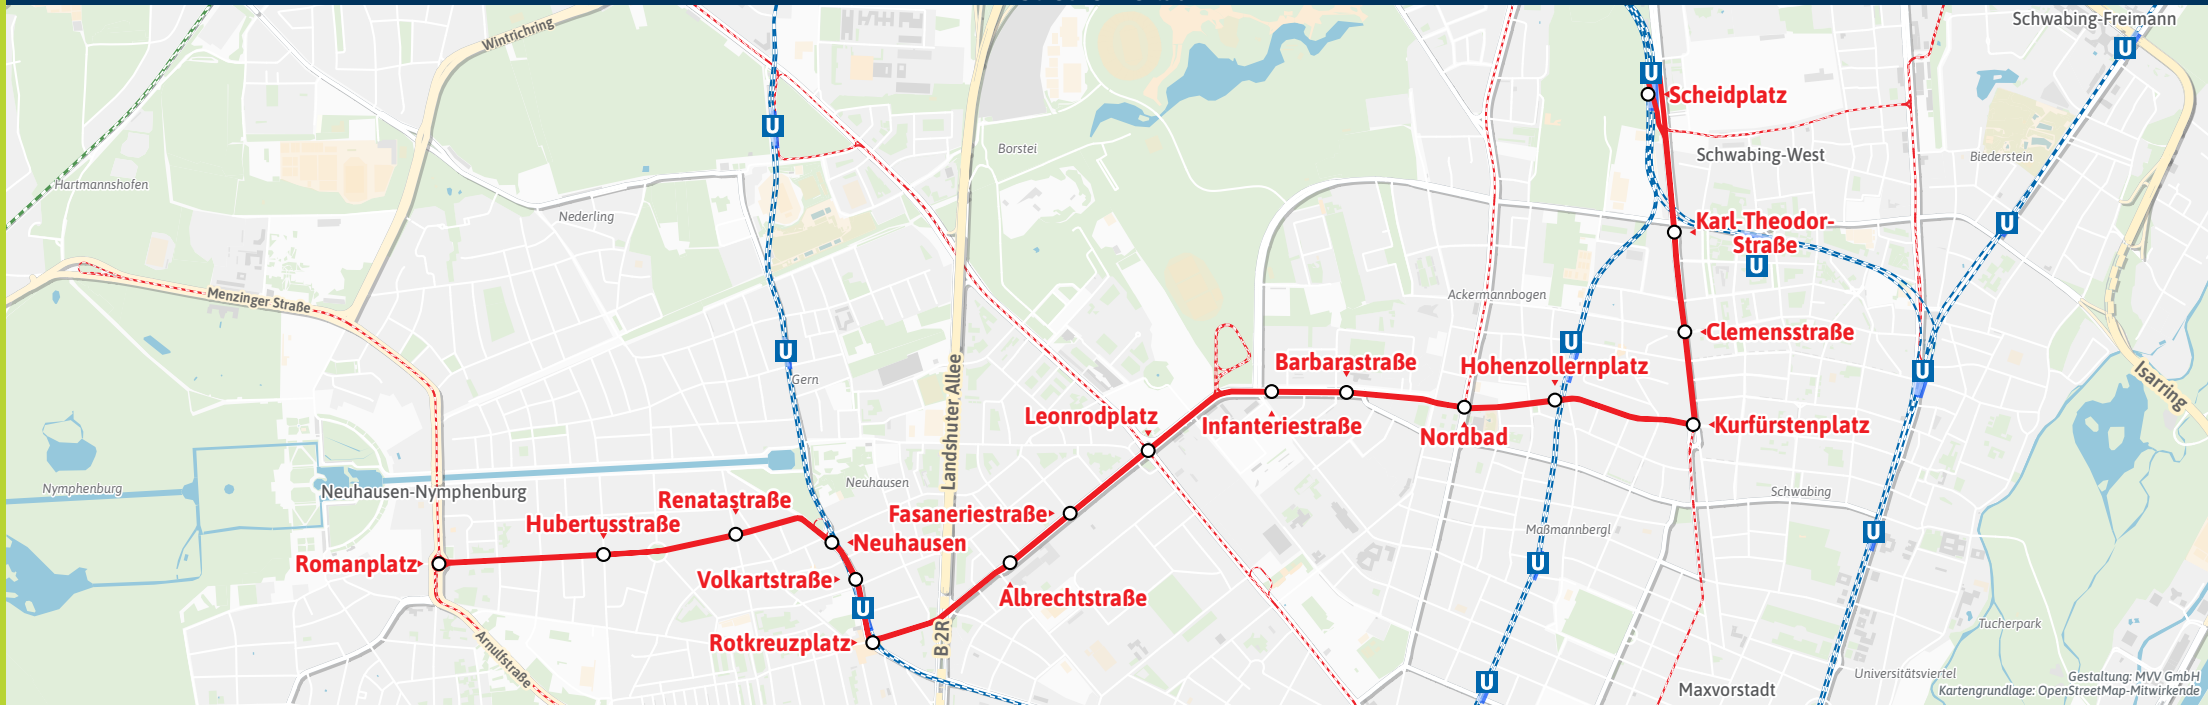 Schwabing-Freimann
Wintrichring
U
U
U
Scheidplatz
Borstei
Schwabing-West
Biederstein
Hartmannshofen
Nederling
Karl-Theodor-
Straße
U
U
Menzinger Straße
Ackermannbogen
Clemensstraße
U
U
Barbarastraße
Hohenzollernplatz
U
Gern
Landshuter Allee
Isarring
Leonrodplatz
Infanteriestraße
Nordbad
Kurfürstenplatz
Nymphenburg
Neuhausen-Nymphenburg
Neuhausen
Schwabing
Renatastraße
Hubertusstraße
Fasaneriestraße
Maßmannbergl
U
Neuhausen
Romanplatz
Volkartstraße
U
U
Albrechtstraße
Tucherpark
Rotkreuzplatz
B 2R
Arnulfstraße
Universitätsviertel
U
Maxvorstadt
Gestaltung: MVV GmbH
Kartengrundlage: OpenStreetMap-Mitwirkende